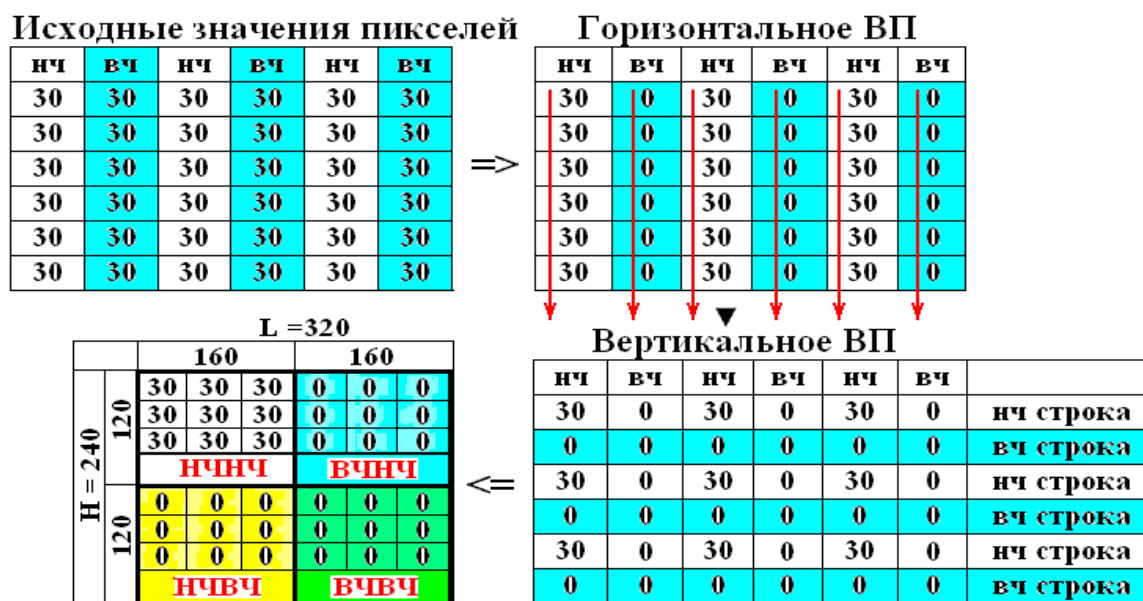 Исходные значения пикселей
нч вч нч вч нч вч
30 30 30 30 30 30
30 30 30 30 30 30
30 30 30 30 30 30
30 30 30 30 30 30
30 30 30 30 30 30
30 30 30 30 30 30
=>
Горизонтальное ВП
нч вч нч вч нч вч
30 0 30 0 30 0
30 0 30 0 30 0
30 0 30 0 30 0
30 0 30 0 30 0
30 0 30 0 30 0
30 0 30 0 30 0
Вертикальное ВП
нч вч нч вч нч вч
30 0 30 0 30 0 нч строка
0 0 0 0 0 0 вч строка
30 0 30 0 30 0 нч строка
0 0 0 0 0 0 вч строка
30 0 30 0 30 0 нч строка
0 0 0 0 0 0 вч строка
<=
L =320
160 160
H = 240
120
30 30 30 0 0 0
30 30 30 0 0 0
30 30 30 0 0 0
НЧНЧ ВЧНЧ
120
0 0 0 0 0 0
0 0 0 0 0 0
0 0 0 0 0 0
НЧВЧ ВЧВЧ